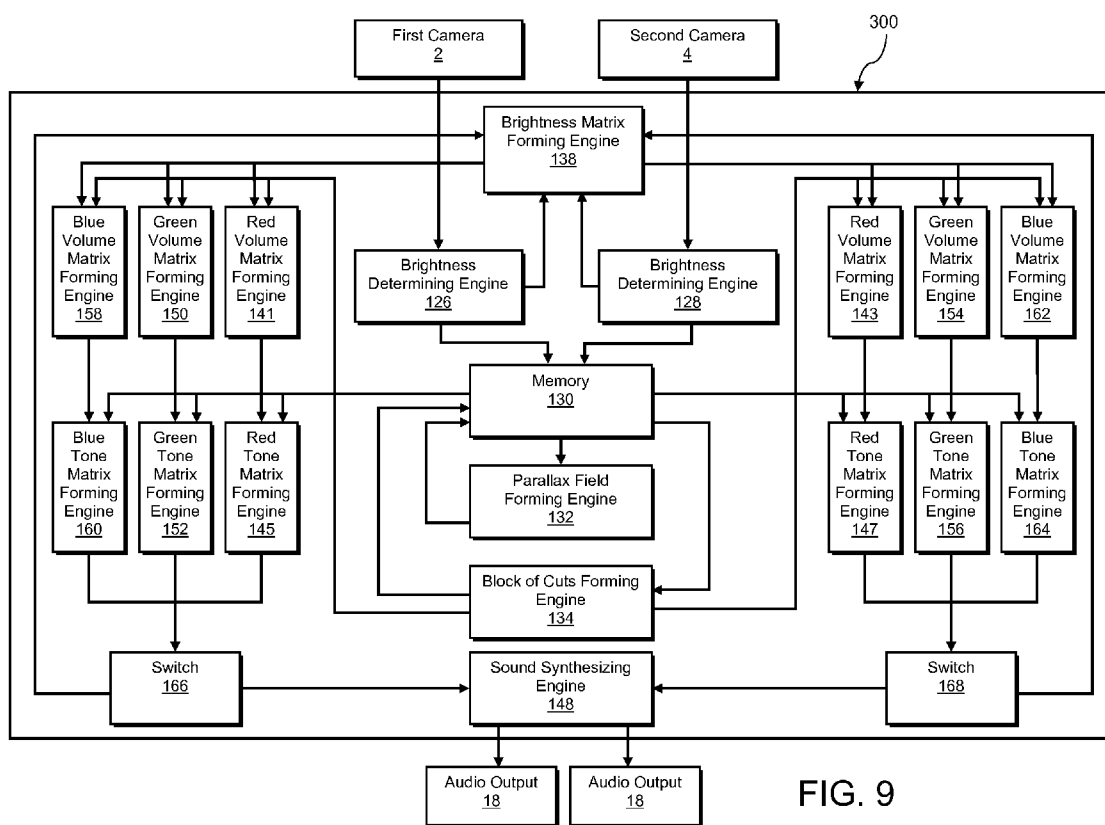 First Camera
2
Second Camera
4
300
Brightness Matrix
Forming Engine
138
Blue
Volume
Matrix
Forming
Engine
158
Green
Volume
Matrix
Forming
Engine
150
Red
Volume
Matrix
Forming
Engine
141
Brightness
Determining Engine
126
Brightness
Determining Engine
128
Red
Volume
Matrix
Forming
Engine
143
Green
Volume
Matrix
Forming
Engine
154
Blue
Volume
Matrix
Forming
Engine
162
Memory
130
Blue
Tone
Matrix
Forming
Engine
160
Green
Tone
Matrix
Forming
Engine
152
Red
Tone
Matrix
Forming
Engine
145
Parallax Field
Forming Engine
132
Red
Tone
Matrix
Forming
Engine
147
Green
Tone
Matrix
Forming
Engine
156
Blue
Tone
Matrix
Forming
Engine
164
Block of Cuts Forming
Engine
134
Switch
166
Sound Synthesizing
Engine
148
Switch
168
Audio Output
18
Audio Output
18
FIG. 9